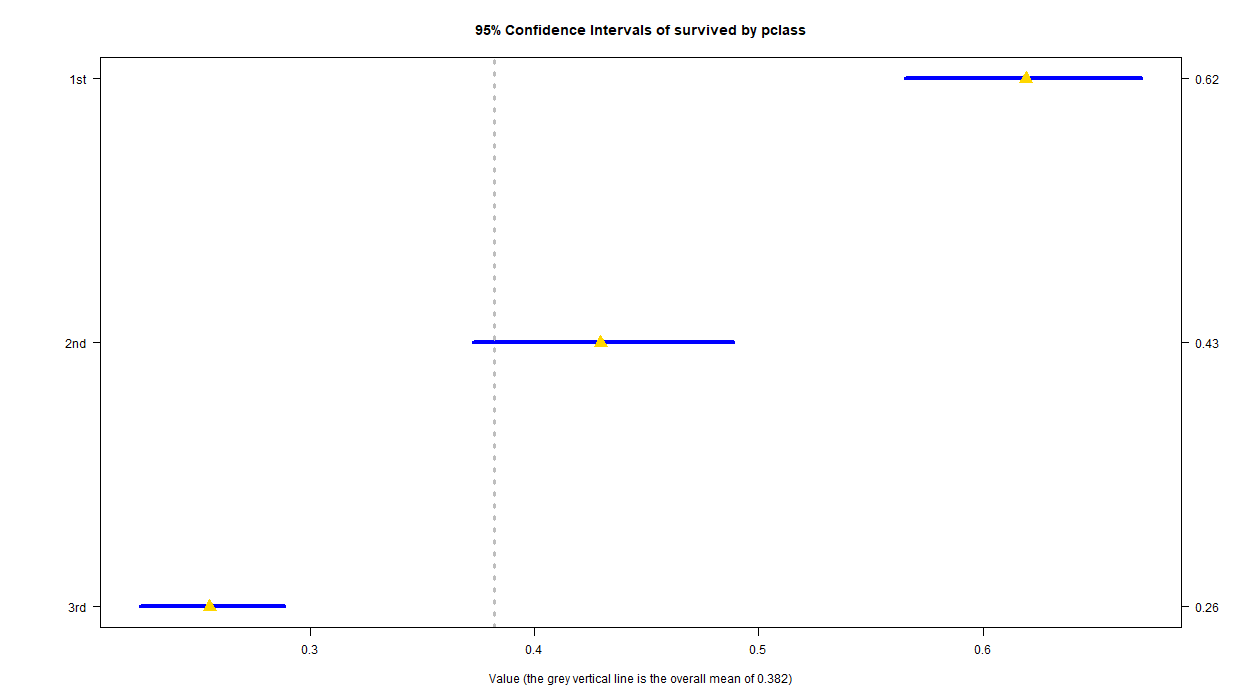 95% Confidence Intervals of survived by pclass
1st
0.62
2nd
0.43
3rd
0.26
0.3
0.4
0.5
0.6
Value (the grey vertical line is the overall mean of 0.382)